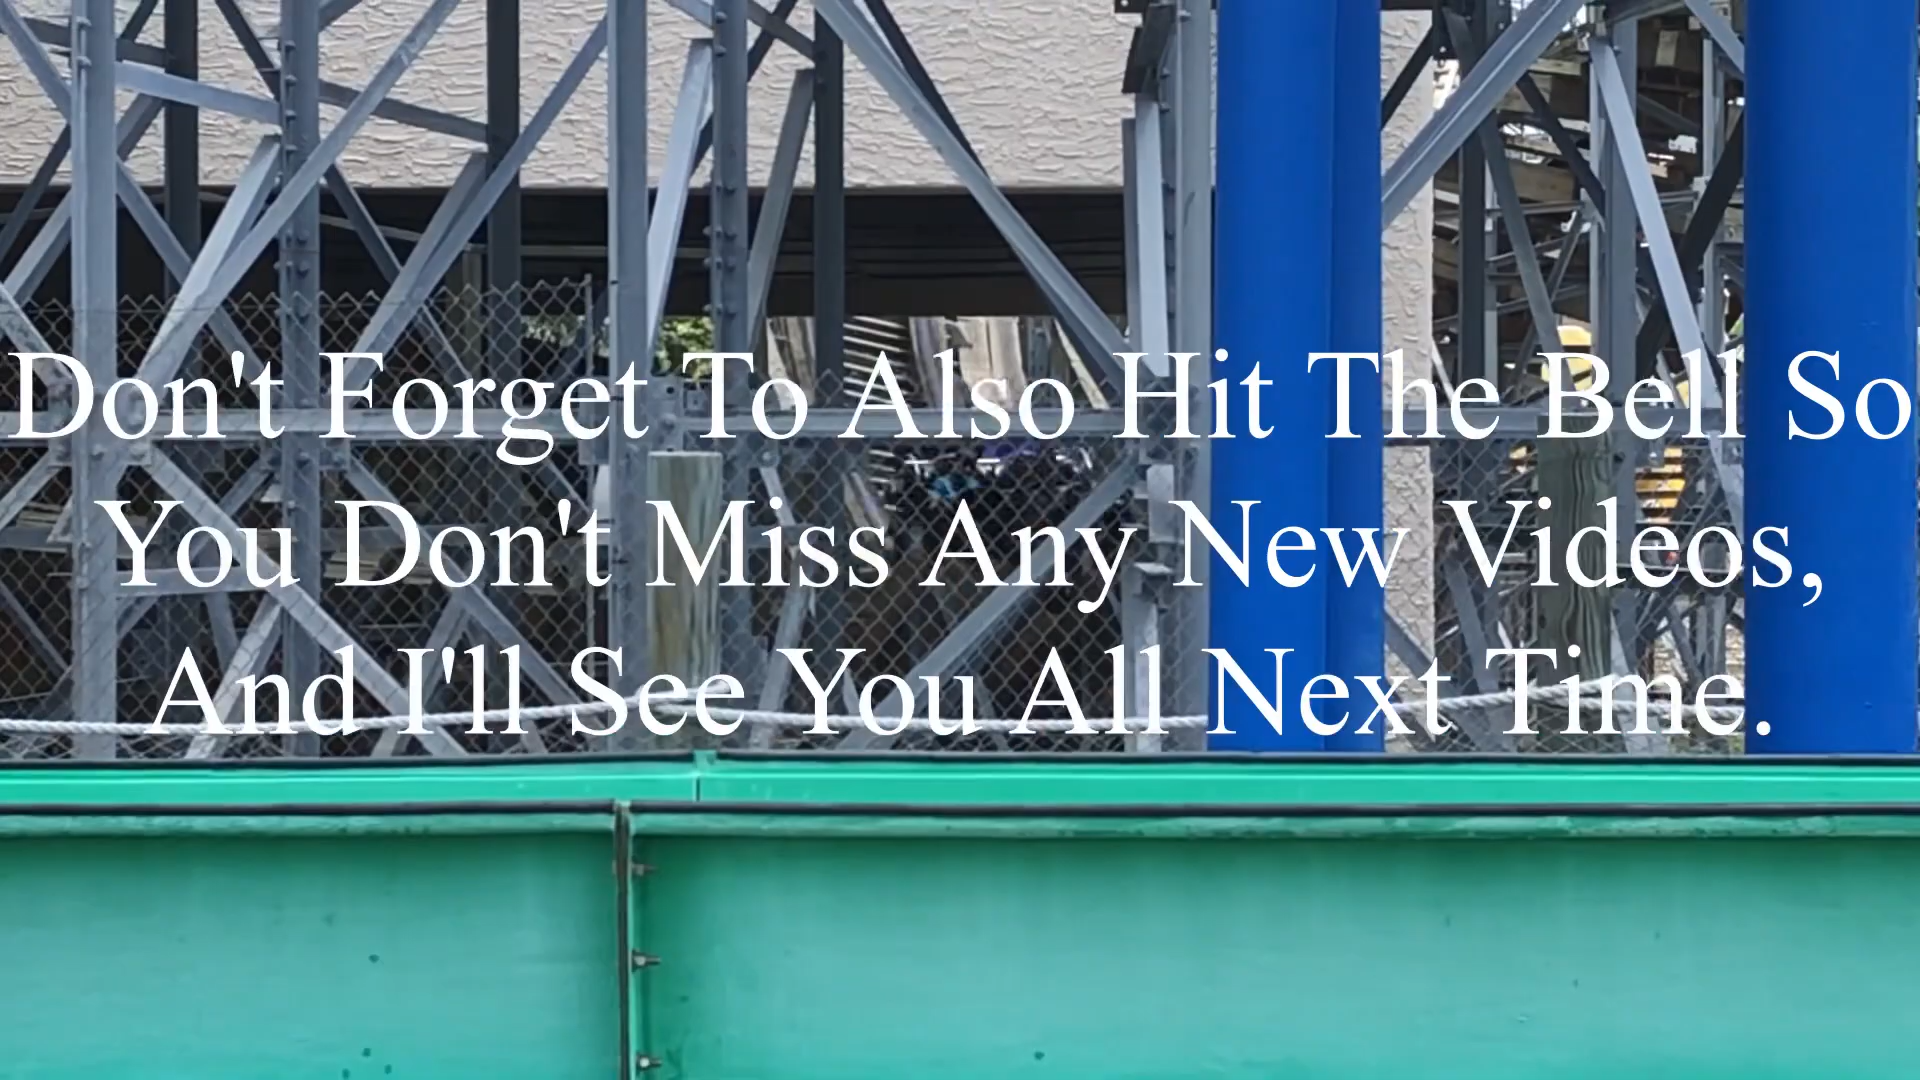 Don't Forget To Also Hit The Bell So
You Don't Miss Any New Videos,
And I'll See You All Next Time.